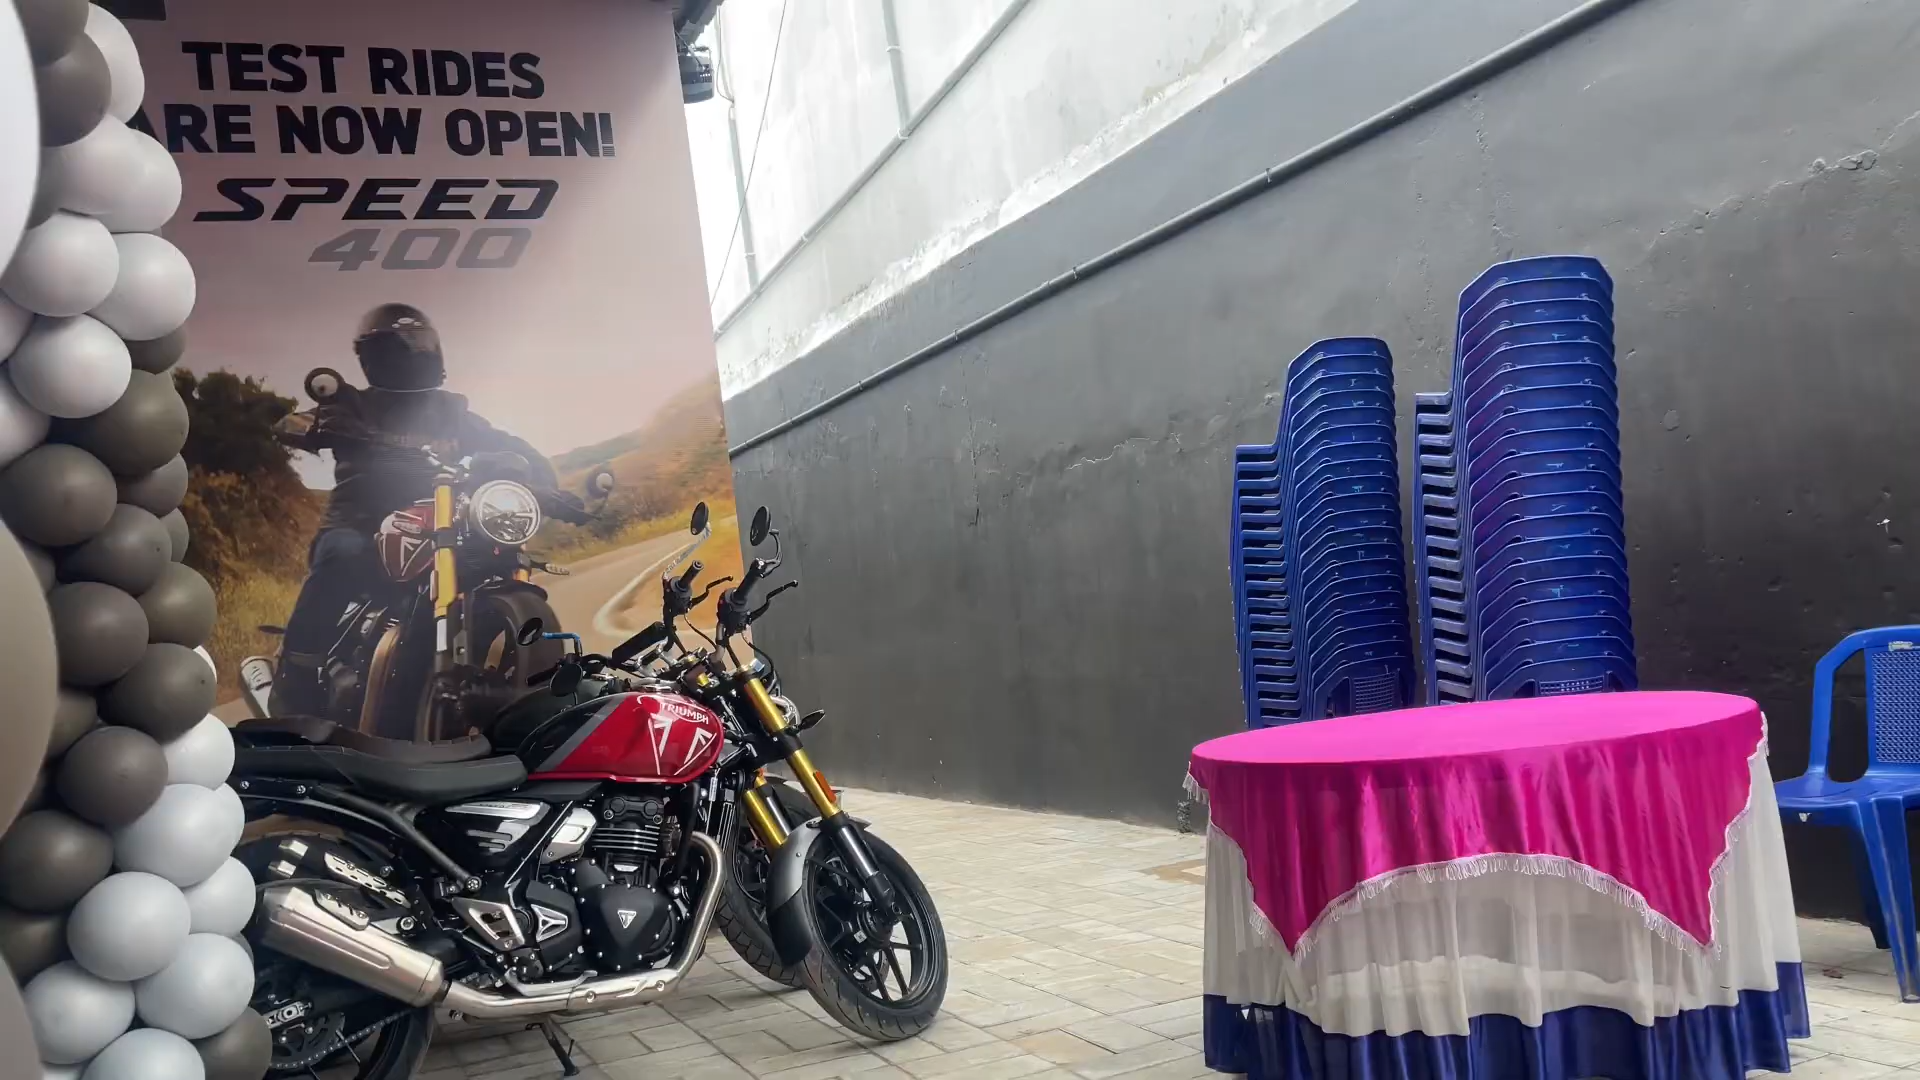 TEST RIDES
ARE NOW OPEN!
SPEED
400
TRIUMPH